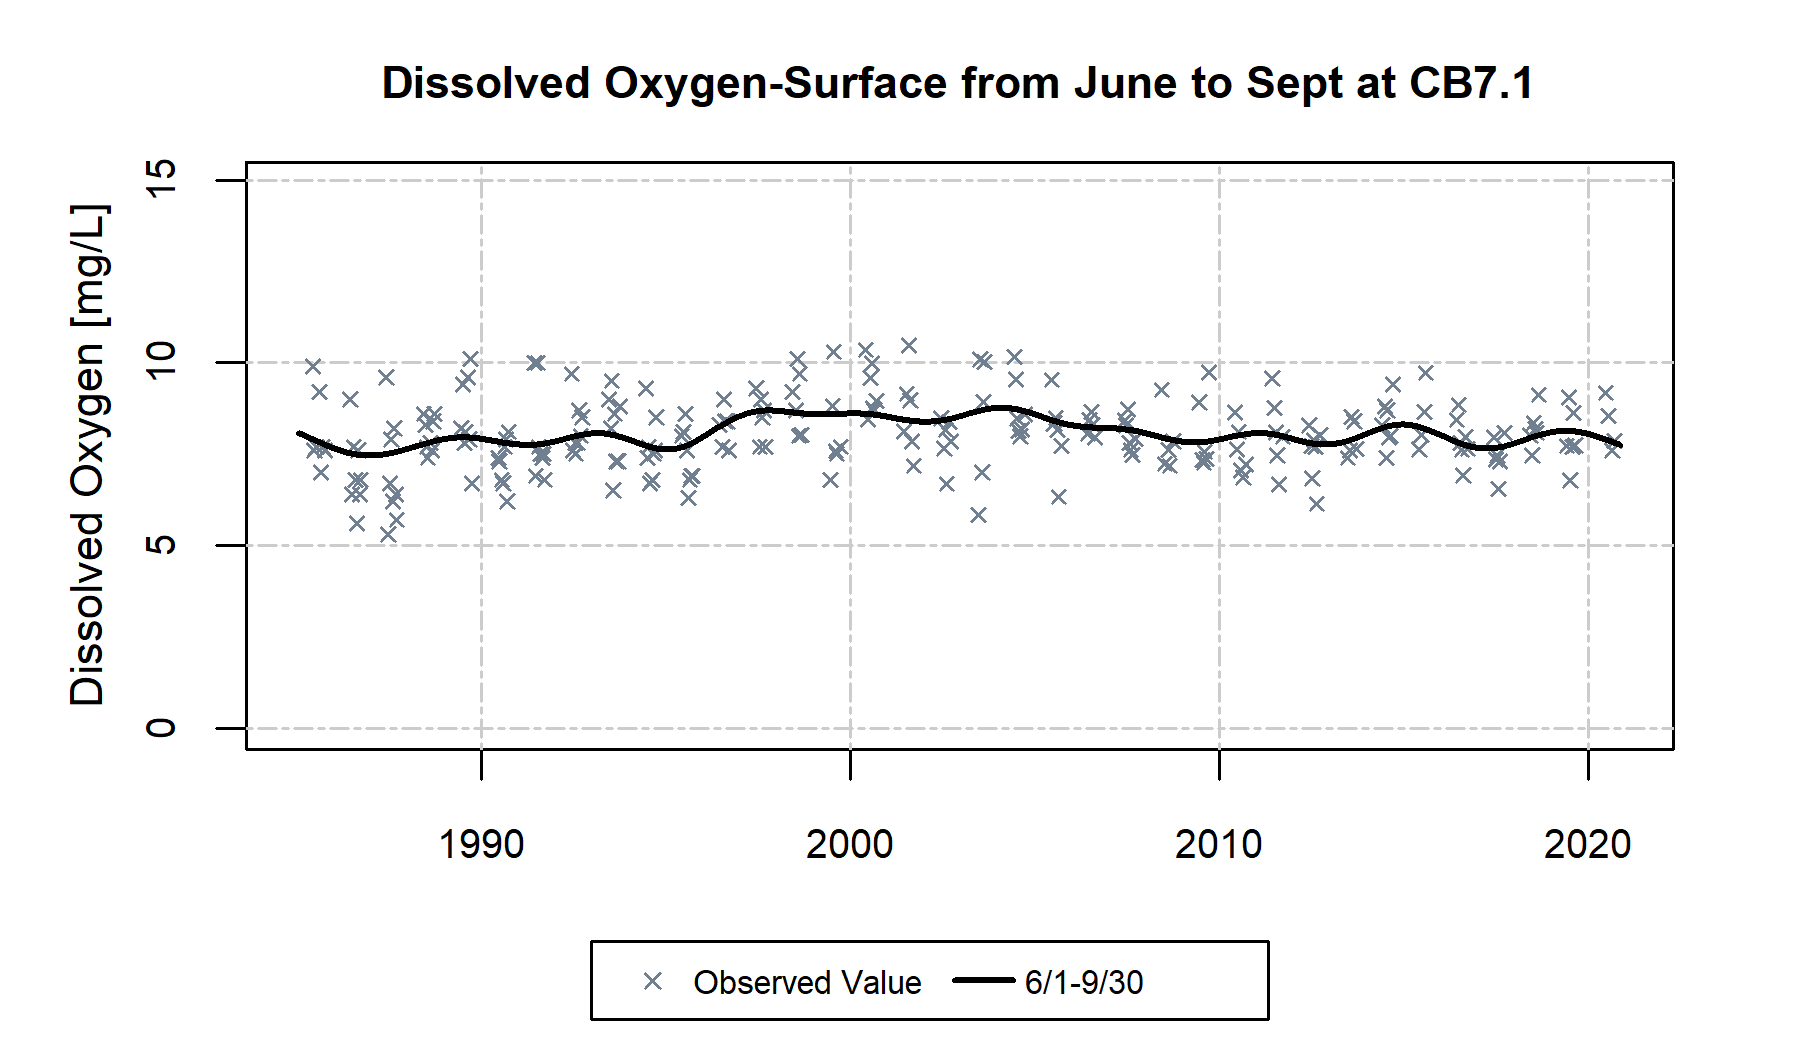 Dissolved Oxygen-Surface from June to Sept at CB7.1
Dissolved Oxygen [mg/L]
15
10
5
0
1990 2000 2010 2020
Observed Value 6/1-9/30